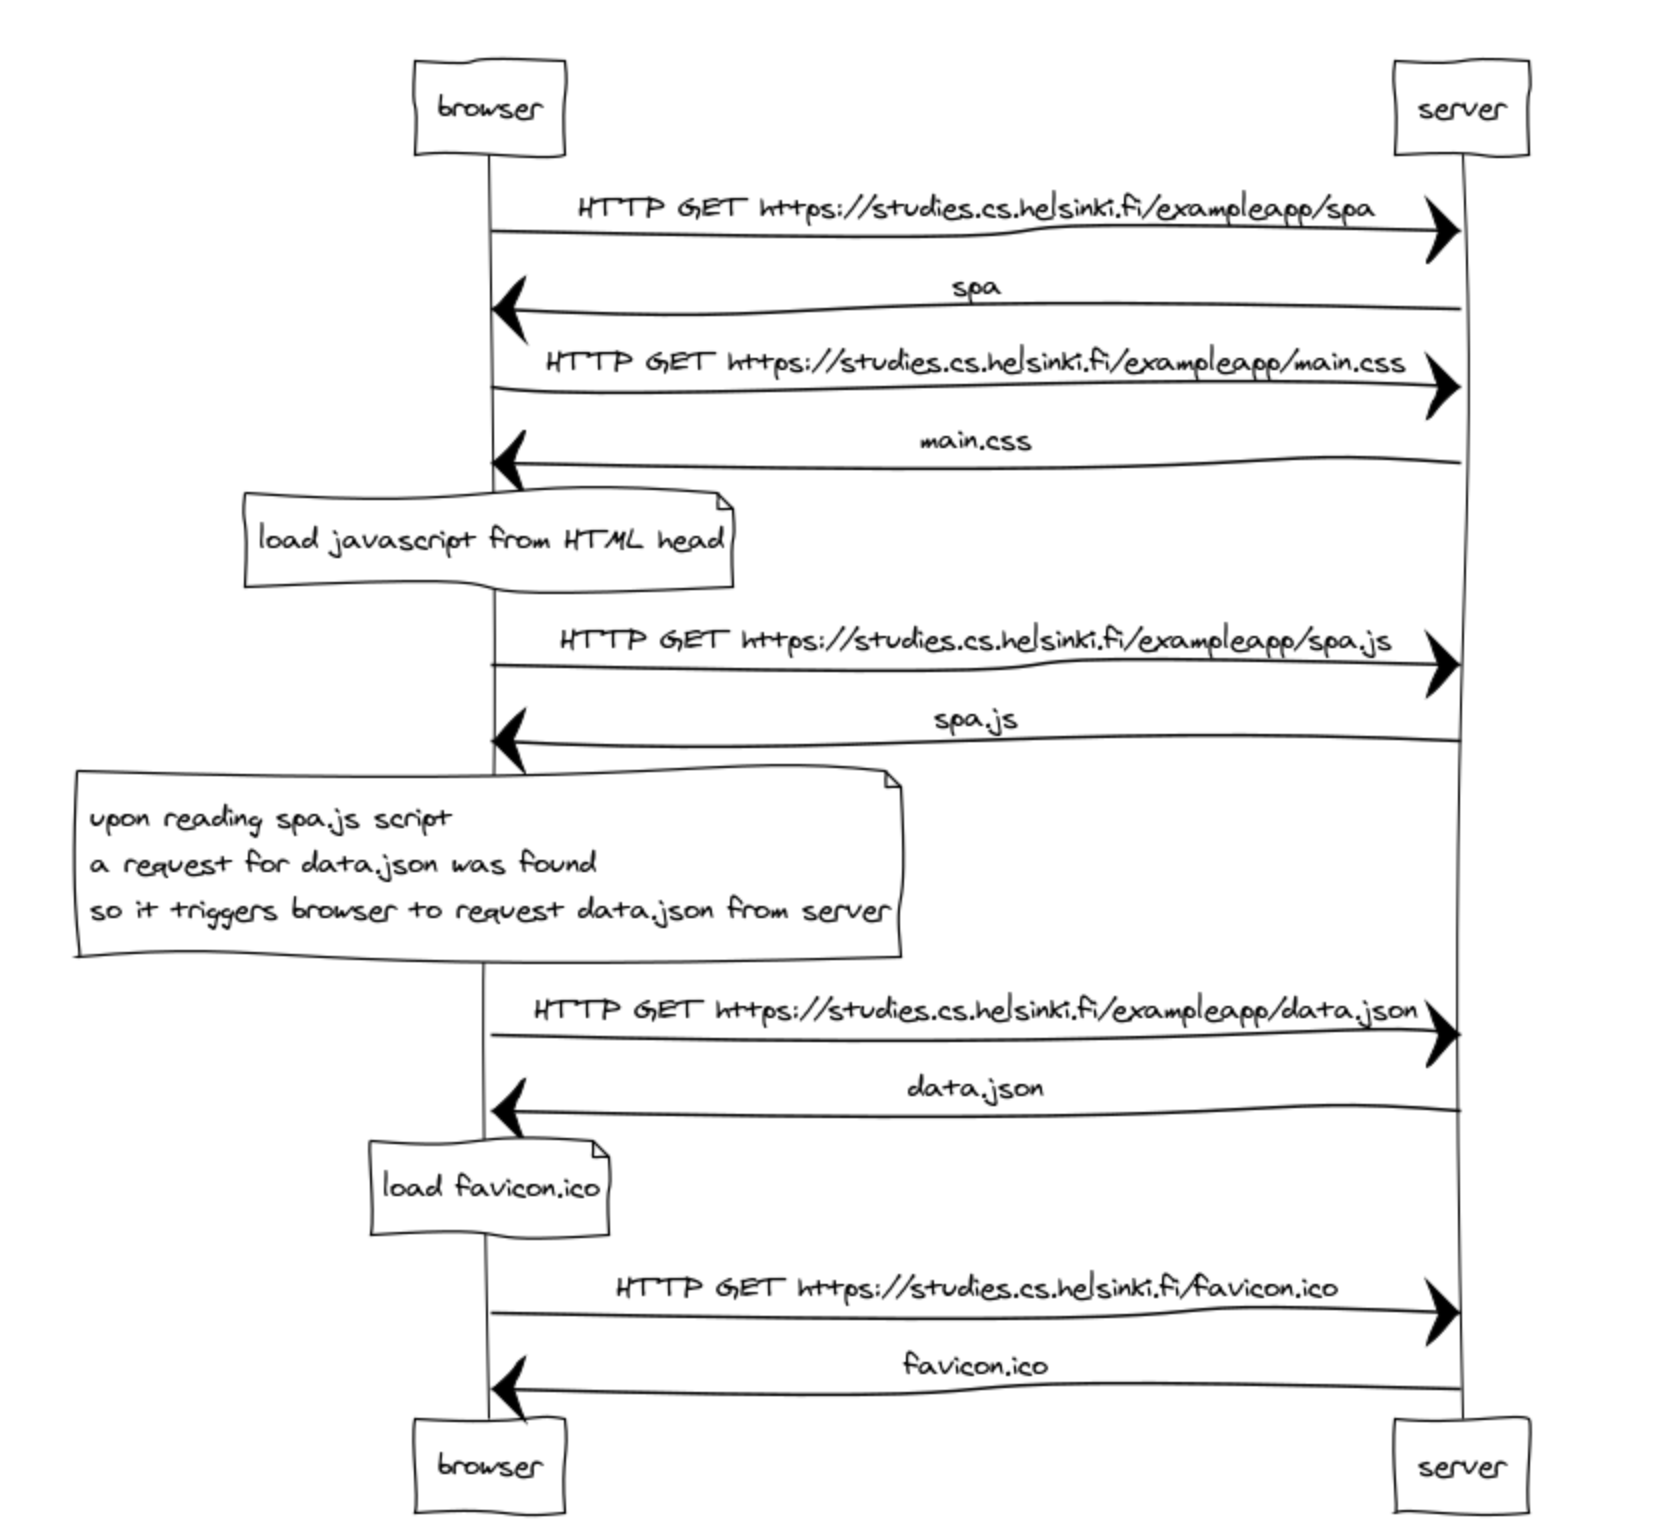 browser
server
HTTP GET https://studies.cs.helsinki.fi/exampleapp/spa
spa
HTTP GET https://studies.cs.helsinki.fi/exampleapp/main.css
main.css
load javascript from HTML head
HTTP GET https://studies.cs.helsinki.fi/exampleapp/spa.js
spa.js
upon reading spa.js script
a request for data.json was found
so it triggers browser to request data.json from server
HTTP GET https://studies.cs.helsinki.fi/exampleapp/data.json
data.json
load favicon.ico
HTTP GET https://studies.cs.helsinki.fi/favicon.ico
favicon.ico
browser
server